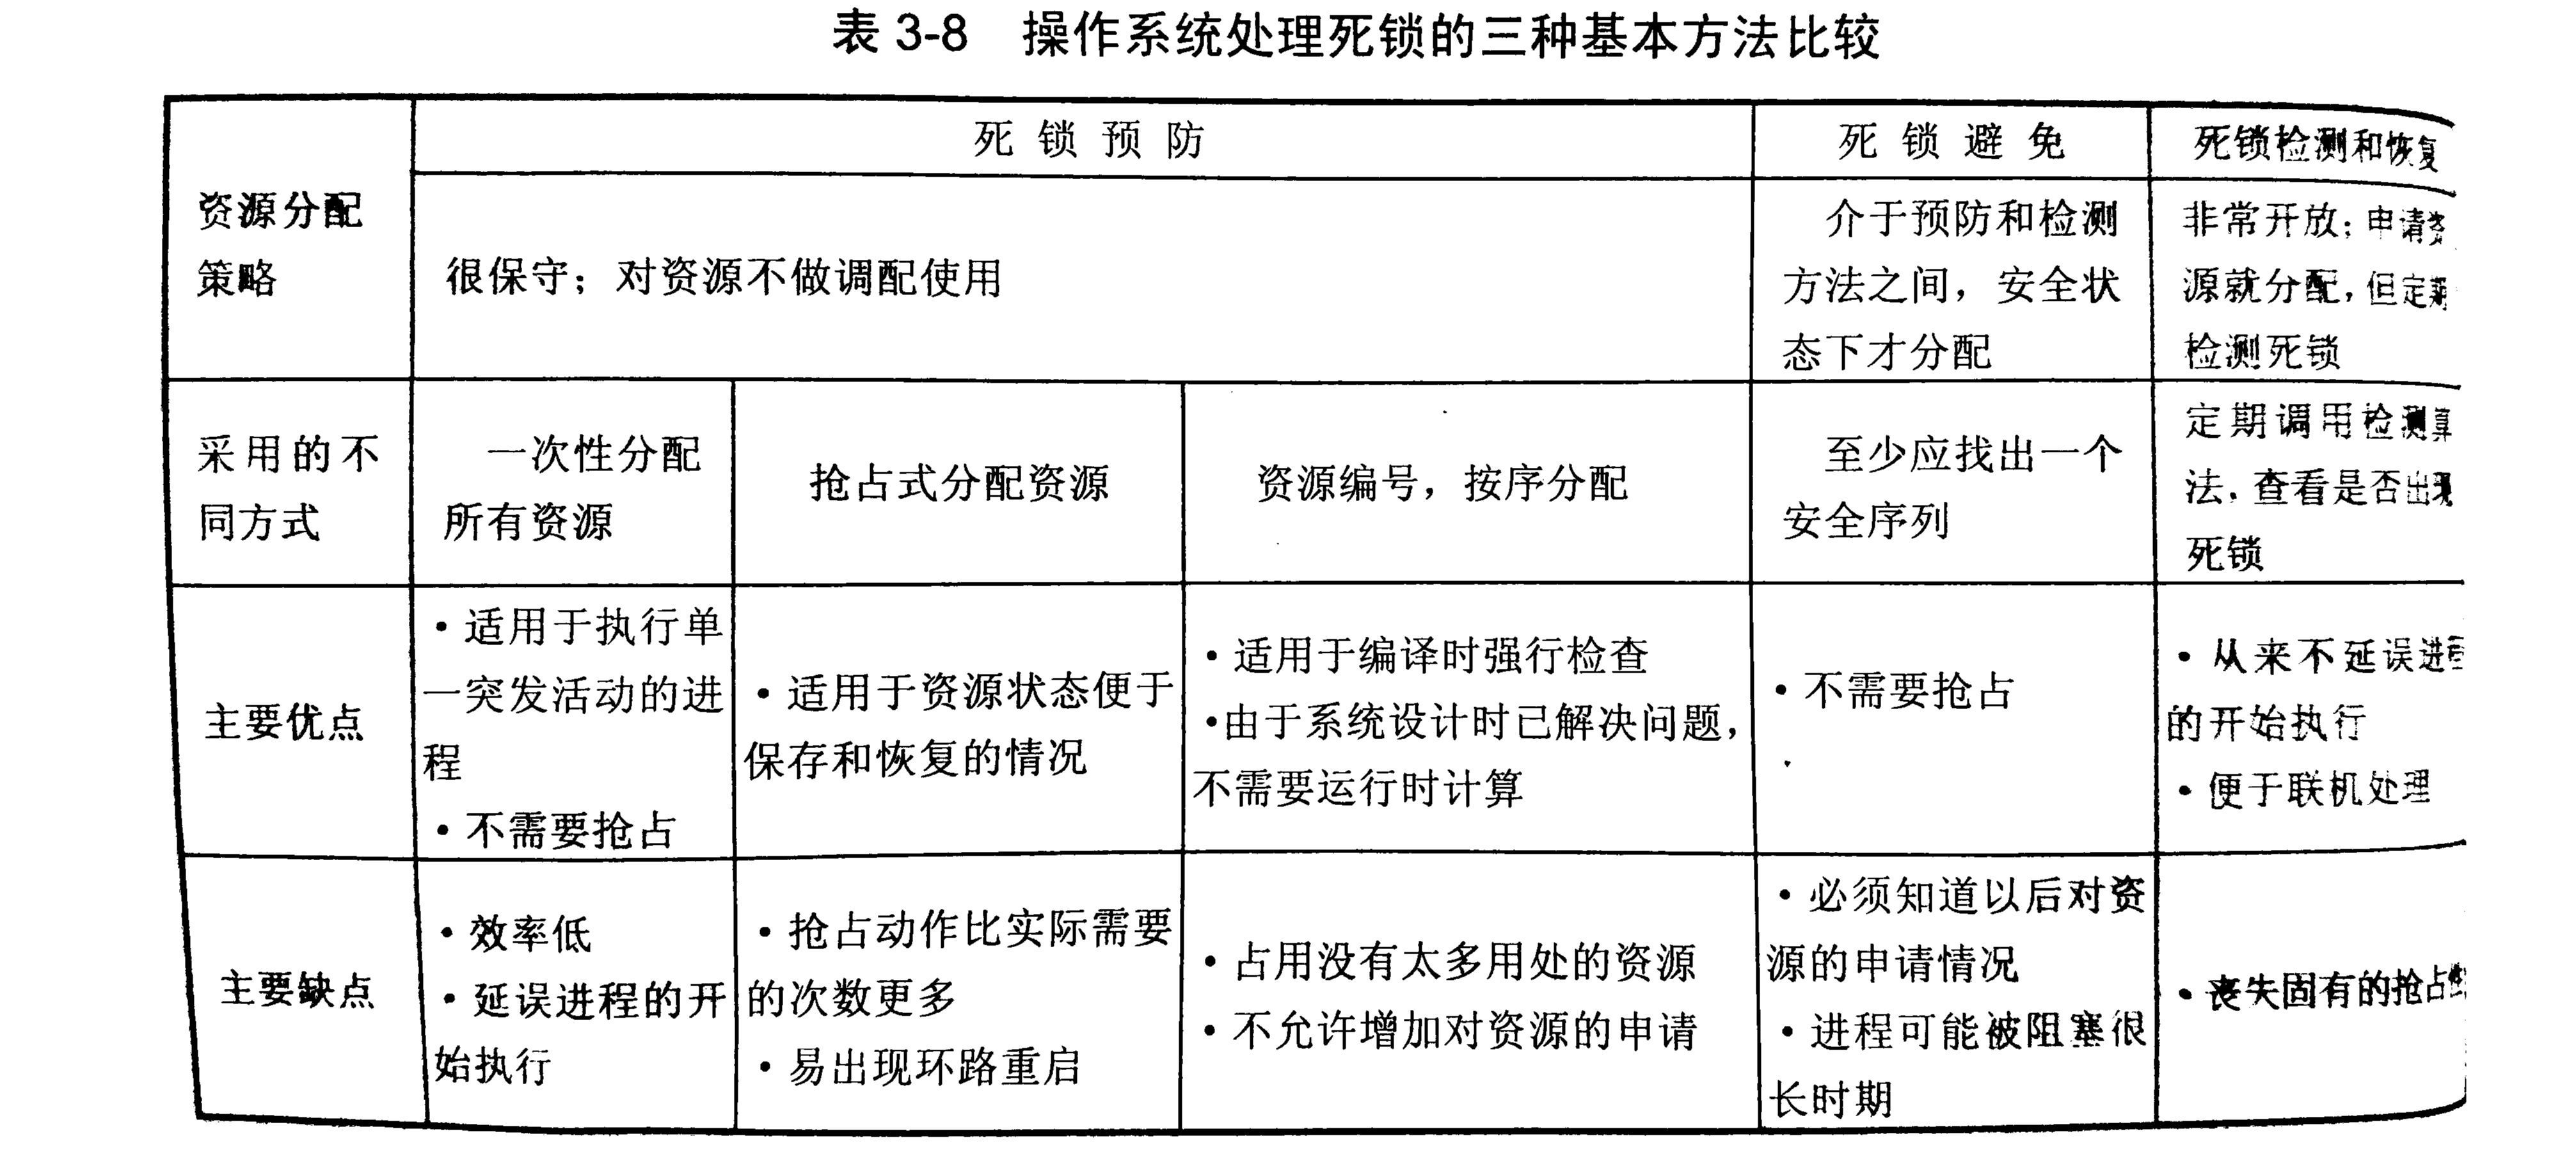 表 3-8 操作系统处理死锁的三种基本方法比较
资源分配
策略
死锁预防
死锁避免
死锁检测和恢复
很保守；对资源不做调配使用
介于预防和检测
方法之间，安全状
态下才分配
非常开放；申请资
源就分配，但定期
检测死锁
采用的不
同方式
一次性分配
所有资源
抢占式分配资源
资源编号，按序分配
至少应找出一个
安全序列
定期调用检测算
法，查看是否出现
死锁
主要优点
• 适用于执行单
一突发活动的进
程
• 不需要抢占
• 适用于资源状态便于
保存和恢复的情况
• 适用于编译时强行检查
•由于系统设计时已解决问题，
不需要运行时计算
• 不需要抢占
• 从来不延误进程
的开始执行
• 便于联机处理
主要缺点
• 效率低
• 延误进程的开
始执行
• 抢占动作比实际需要
的次数更多
• 易出现环路重启
• 占用没有太多用处的资源
• 不允许增加对资源的申请
• 必须知道以后对资
源的申请情况
• 进程可能被阻塞很
长时期
• 丧失固有的抢占